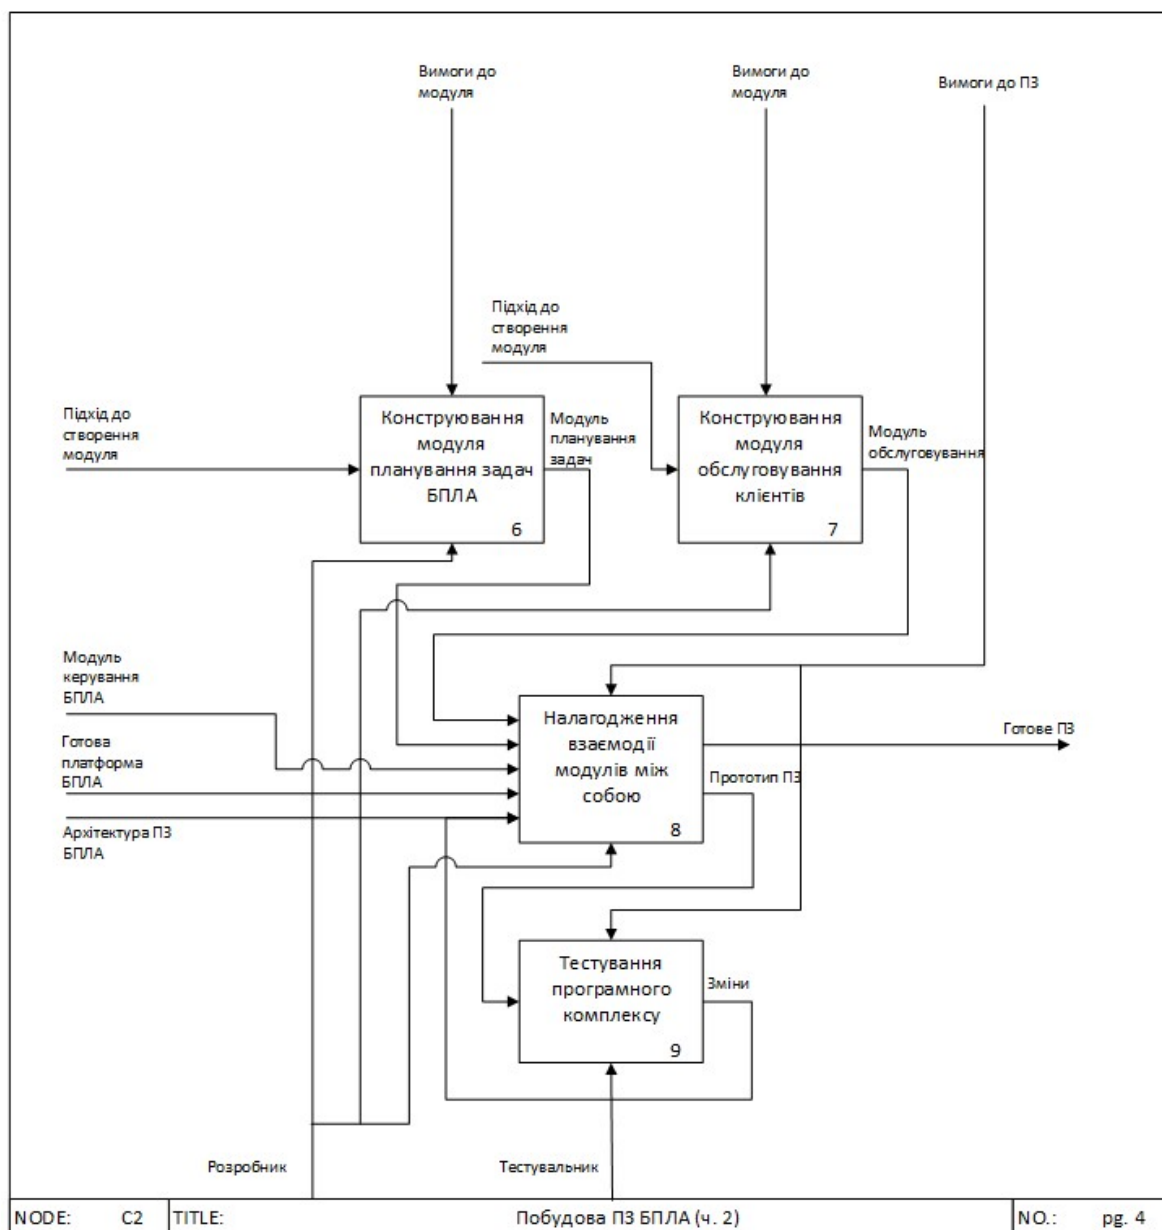 Вимоги до
модуля
Вимоги до
модуля
Вимоги до ПЗ
Підхід до
створення
модуля
Підхід до
створення
модуля
Конструювання
модуля
планування задач
БПЛА
6
Модуль
планування
задач
Конструювання
модуля
обслуговування
клієнтів
7
Модуль
обслуговування
Модуль
керування
БПЛА
Готова
платформа
БПЛА
Архітектура ПЗ
БПЛА
Налагодження
взаємодії
модулів між
собою
8
Готове ПЗ
Прототип ПЗ
Тестування
програмного
комплексу
9
Зміни
Розробник
Тестувальник
NODE: C2 TITLE: Побудова ПЗ БПЛА (ч. 2) NO.: pg. 4